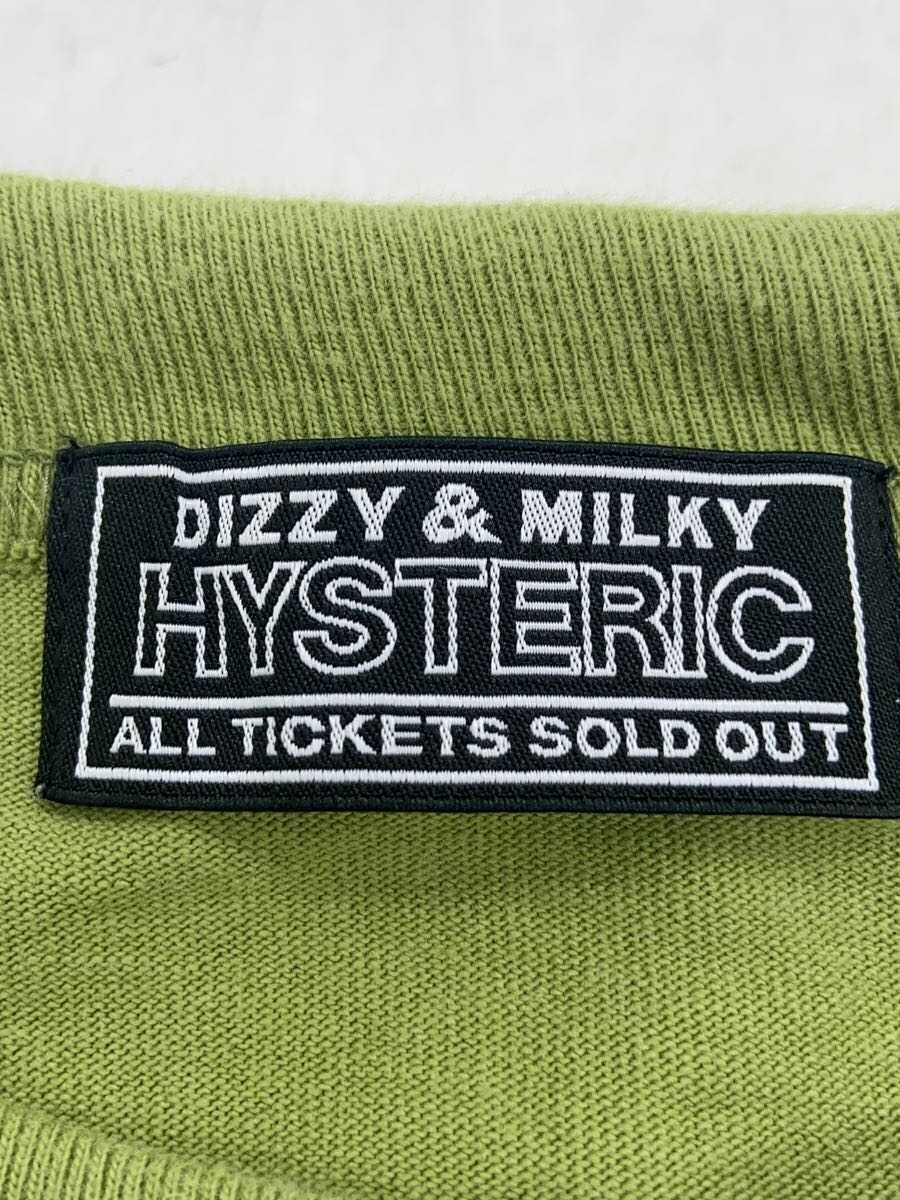 DIZZY & MILKY
HYSTERIC
ALL TICKETS SOLD OUT